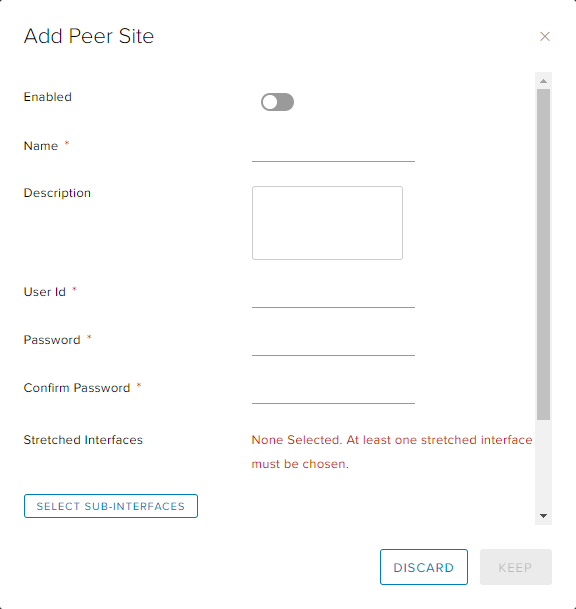 Add Peer Site
Enabled
Name *
Description
User Id *
Password *
Confirm Password *
Stretched Interfaces
None Selected. At least one stretched interface
must be chosen.
SELECT SUB-INTERFACES
DISCARD
KEEP